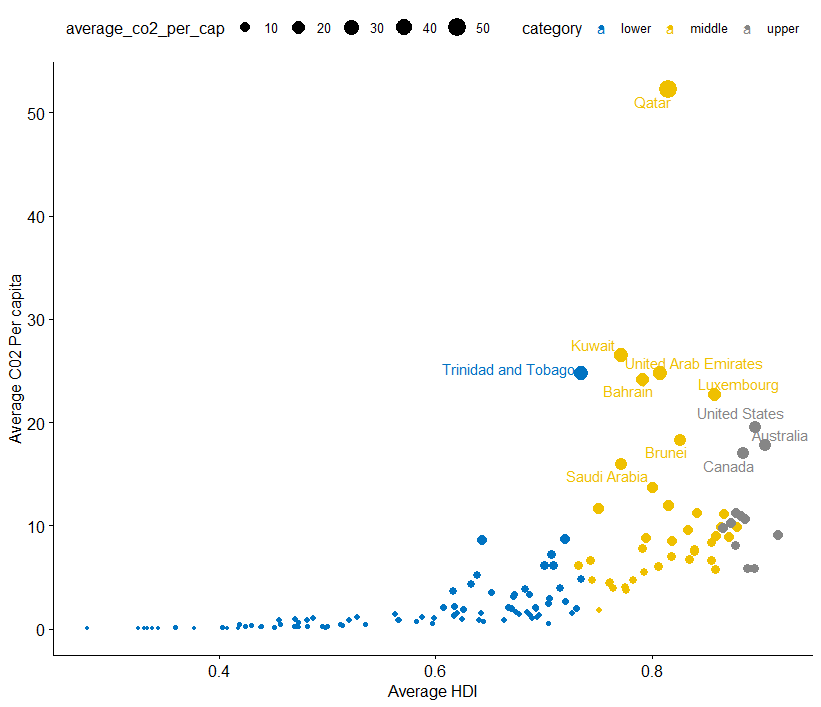 average_co2_per_cap 10 20 30 40 50 category a lower a middle a upper
50
40
30
20
10
0
Average C02 Per capita
Qatar
Kuwait
United Arab Emirates
Trinidad and Tobago
Bahrain
Luxembourg
United States
Australia
Brunei
Canada
Saudi Arabia
0.4 0.6 0.8
Average HDI